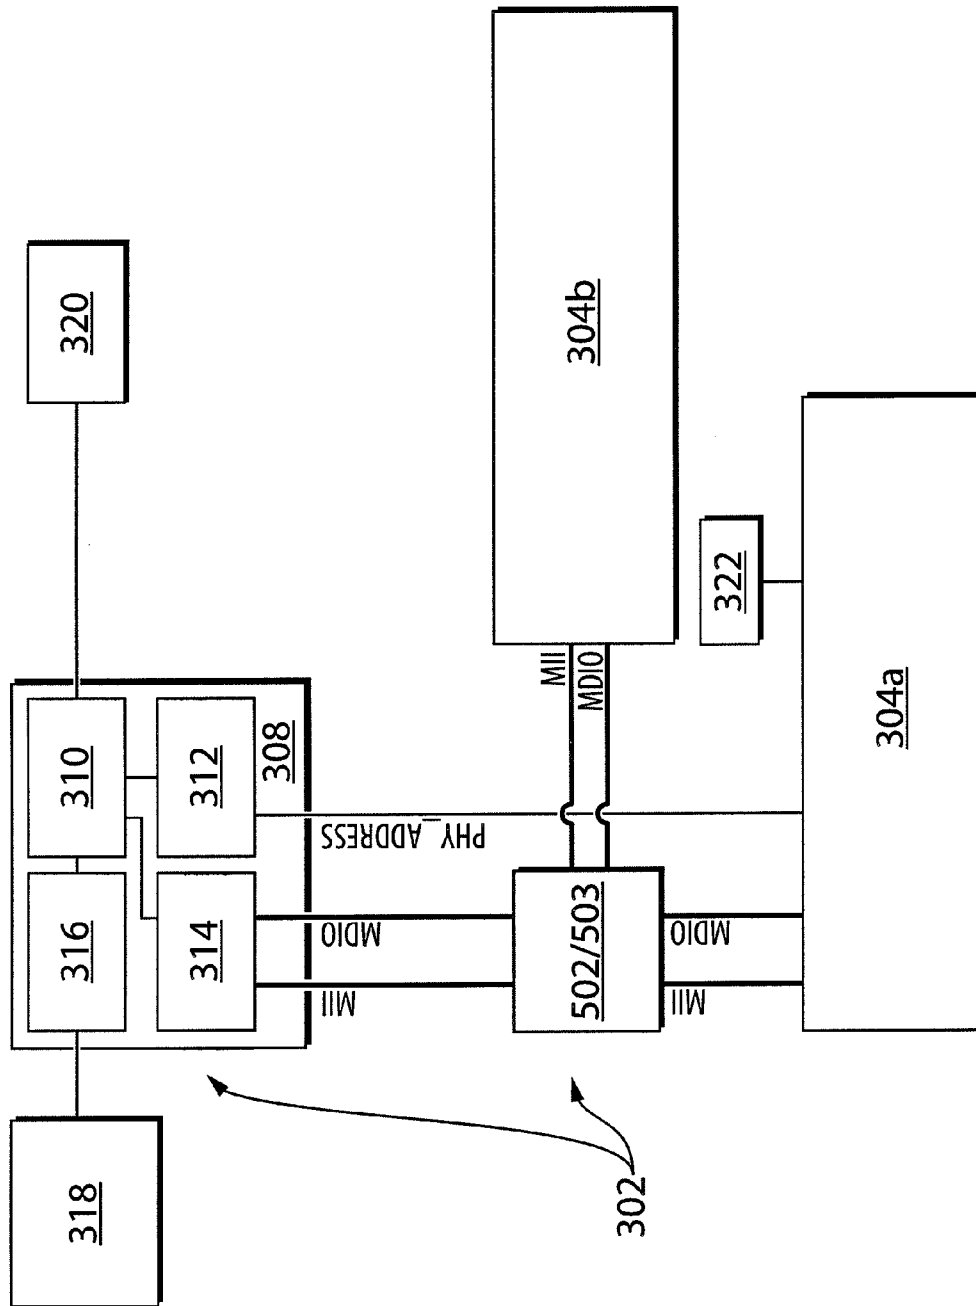 318
316
310
320
314
312
308
MII
MDIO
PHY_ADDRESS
302
502/503
MII
MDIO
304b
MII
MDIO
322
304a